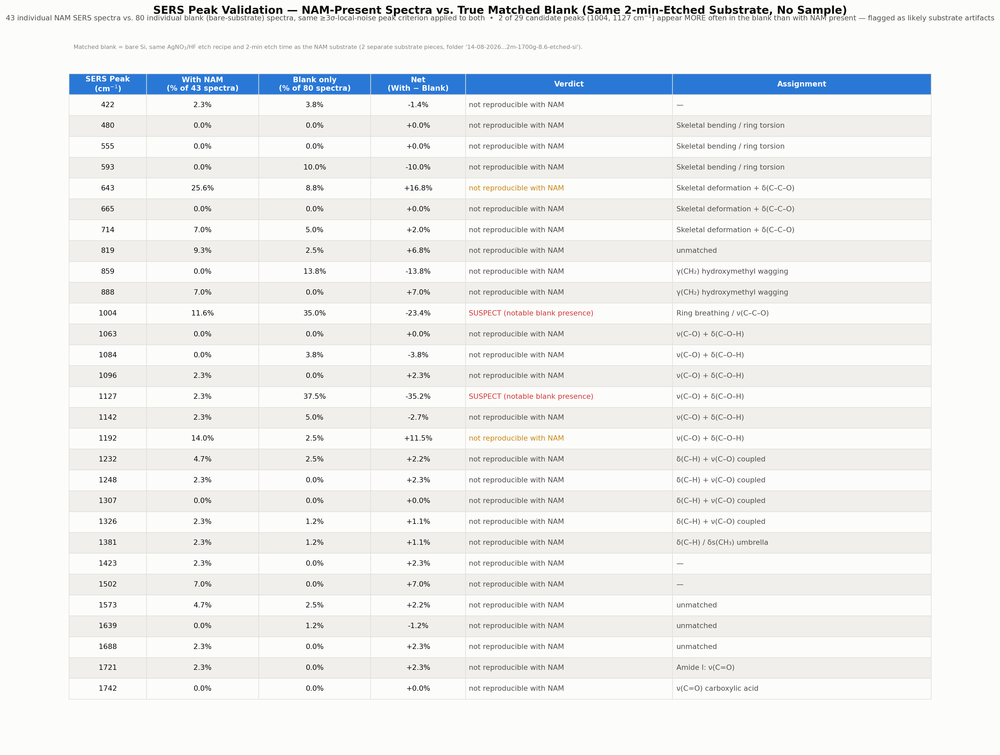 SERS Peak Validation — NAM-Present Spectra vs. True Matched Blank (Same 2-min-Etched Substrate, No Sample)
43 individual NAM SERS spectra vs. 80 individual blank (bare-substrate) spectra, same ≥3σ-local-noise peak criterion applied to both • 2 of 29 candidate peaks (1004, 1127 cm⁻¹) appear MORE often in the blank than with NAM present — flagged as likely substrate artifacts
Matched blank = bare Si, same AgNO₃/HF etch recipe and 2-min etch time as the NAM substrate (2 separate substrate pieces, folder '14-08-2026...2m-1700g-8.6-etched-si').
SERS Peak (cm⁻¹) With NAM (% of 43 spectra) Blank only (% of 80 spectra) Net (With − Blank) Verdict Assignment
422 2.3% 3.8% -1.4% not reproducible with NAM —
480 0.0% 0.0% +0.0% not reproducible with NAM Skeletal bending / ring torsion
555 0.0% 0.0% +0.0% not reproducible with NAM Skeletal bending / ring torsion
593 0.0% 10.0% -10.0% not reproducible with NAM Skeletal bending / ring torsion
643 25.6% 8.8% +16.8% not reproducible with NAM Skeletal deformation + δ(C–C–O)
665 0.0% 0.0% +0.0% not reproducible with NAM Skeletal deformation + δ(C–C–O)
714 7.0% 5.0% +2.0% not reproducible with NAM Skeletal deformation + δ(C–C–O)
819 9.3% 2.5% +6.8% not reproducible with NAM unmatched
859 0.0% 13.8% -13.8% not reproducible with NAM γ(CH₂) hydroxymethyl wagging
888 7.0% 0.0% +7.0% not reproducible with NAM γ(CH₂) hydroxymethyl wagging
1004 11.6% 35.0% -23.4% SUSPECT (notable blank presence) Ring breathing / ν(C–C–O)
1063 0.0% 0.0% +0.0% not reproducible with NAM ν(C–O) + δ(C–O–H)
1084 0.0% 3.8% -3.8% not reproducible with NAM ν(C–O) + δ(C–O–H)
1096 2.3% 0.0% +2.3% not reproducible with NAM ν(C–O) + δ(C–O–H)
1127 2.3% 37.5% -35.2% SUSPECT (notable blank presence) ν(C–O) + δ(C–O–H)
1142 2.3% 5.0% -2.7% not reproducible with NAM ν(C–O) + δ(C–O–H)
1192 14.0% 2.5% +11.5% not reproducible with NAM ν(C–O) + δ(C–O–H)
1232 4.7% 2.5% +2.2% not reproducible with NAM δ(C–H) + ν(C–O) coupled
1248 2.3% 0.0% +2.3% not reproducible with NAM δ(C–H) + ν(C–O) coupled
1307 0.0% 0.0% +0.0% not reproducible with NAM δ(C–H) + ν(C–O) coupled
1326 2.3% 1.2% +1.1% not reproducible with NAM δ(C–H) + ν(C–O) coupled
1381 2.3% 1.2% +1.1% not reproducible with NAM δ(C–H) / δs(CH₃) umbrella
1423 2.3% 0.0% +2.3% not reproducible with NAM —
1502 7.0% 0.0% +7.0% not reproducible with NAM —
1573 4.7% 2.5% +2.2% not reproducible with NAM unmatched
1639 0.0% 1.2% -1.2% not reproducible with NAM unmatched
1688 2.3% 0.0% +2.3% not reproducible with NAM unmatched
1721 2.3% 0.0% +2.3% not reproducible with NAM Amide I: ν(C=O)
1742 0.0% 0.0% +0.0% not reproducible with NAM ν(C=O) carboxylic acid